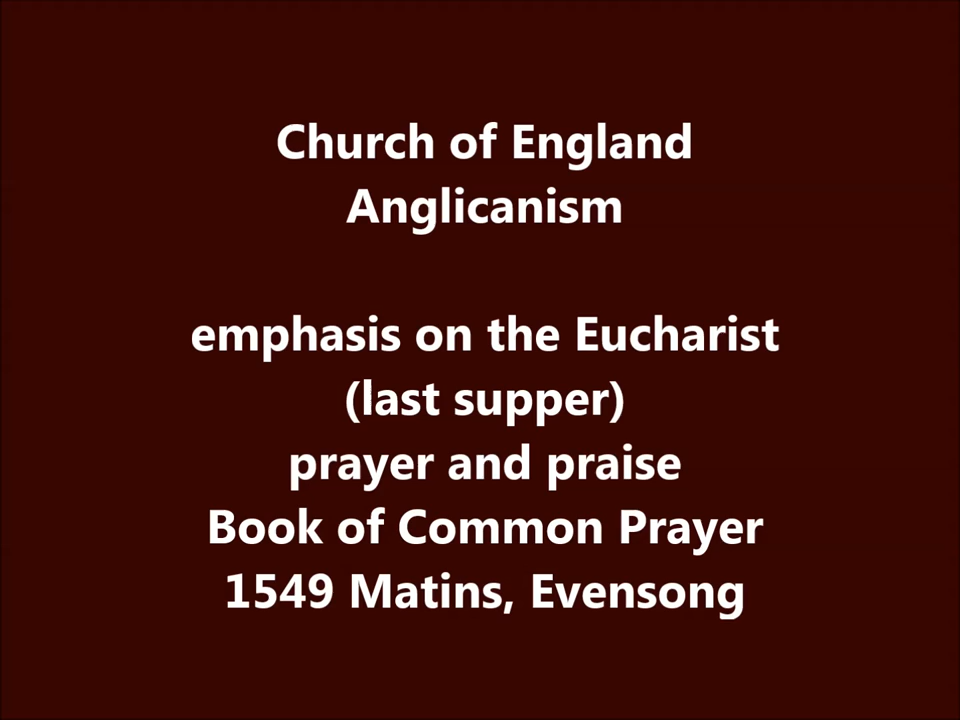 Church of England
Anglicanism
emphasis on the Eucharist
(last supper)
prayer and praise
Book of Common Prayer
1549 Matins, Evensong